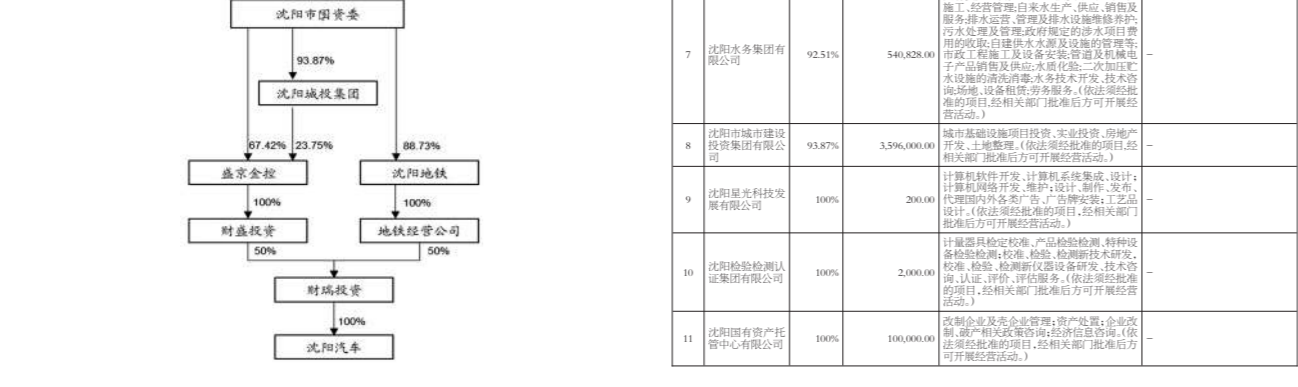 沈阳市国资委
93.87%
沈阳城投集团
67.42% 23.75% 88.73%
盛京金控 沈阳地铁
100% 100%
财盛投资 地铁经营公司
50% 50%
财瑞投资
100%
沈阳汽车
施工、经营管理;自来水生产、供应、销售及
服务;排水运营、管理及排水设施维修养护;
污水处理及管理;政府规定的涉水项目费
用的收取;自建供水水源及设施的管理等;
市政工程施工及设备安装;管道及机械电
子产品销售及供应;水质化验;二次加压贮
水设施的清洗消毒;水务技术开发、技术咨
询;场地、设备租赁;劳务服务。(依法须经批
准的项目,经相关部门批准后方可开展经
营活动。)
7 沈阳水务集团有
限公司 92.51% 540,828.00 –
沈阳市城市建设
投资集团有限公
司
8 93.87% 3,596,000.00
城市基础设施项目投资、实业投资、房地产
开发、土地整理。(依法须经批准的项目,经
相关部门批准后方可开展经营活动。)
–
9 沈阳星光科技发
展有限公司 100% 200.00
计算机软件开发、计算机系统集成、设计;
计算机网络开发、维护;设计、制作、发布、
代理国内外各类广告、广告牌安装;工艺品
设计。(依法须经批准的项目,经相关部门
批准后方可开展经营活动。)
–
10 沈阳检验检测认
证集团有限公司 100% 2,000.00
计量器具检定校准、产品检验检测、特种设
备检验检测;校准、检验、检测新技术研发,
校准、检验、检测新仪器设备研发、技术咨
询、认证、评价、评估服务。(依法须经批准
的项目,经相关部门批准后方可开展经营
活动。)
–
11 沈阳国有资产托
管中心有限公司 100% 100,000.00
改制企业及壳企业管理;资产处置;企业改
制、破产相关政策咨询;经济信息咨询。(依
法须经批准的项目,经相关部门批准后方
可开展经营活动。)
–